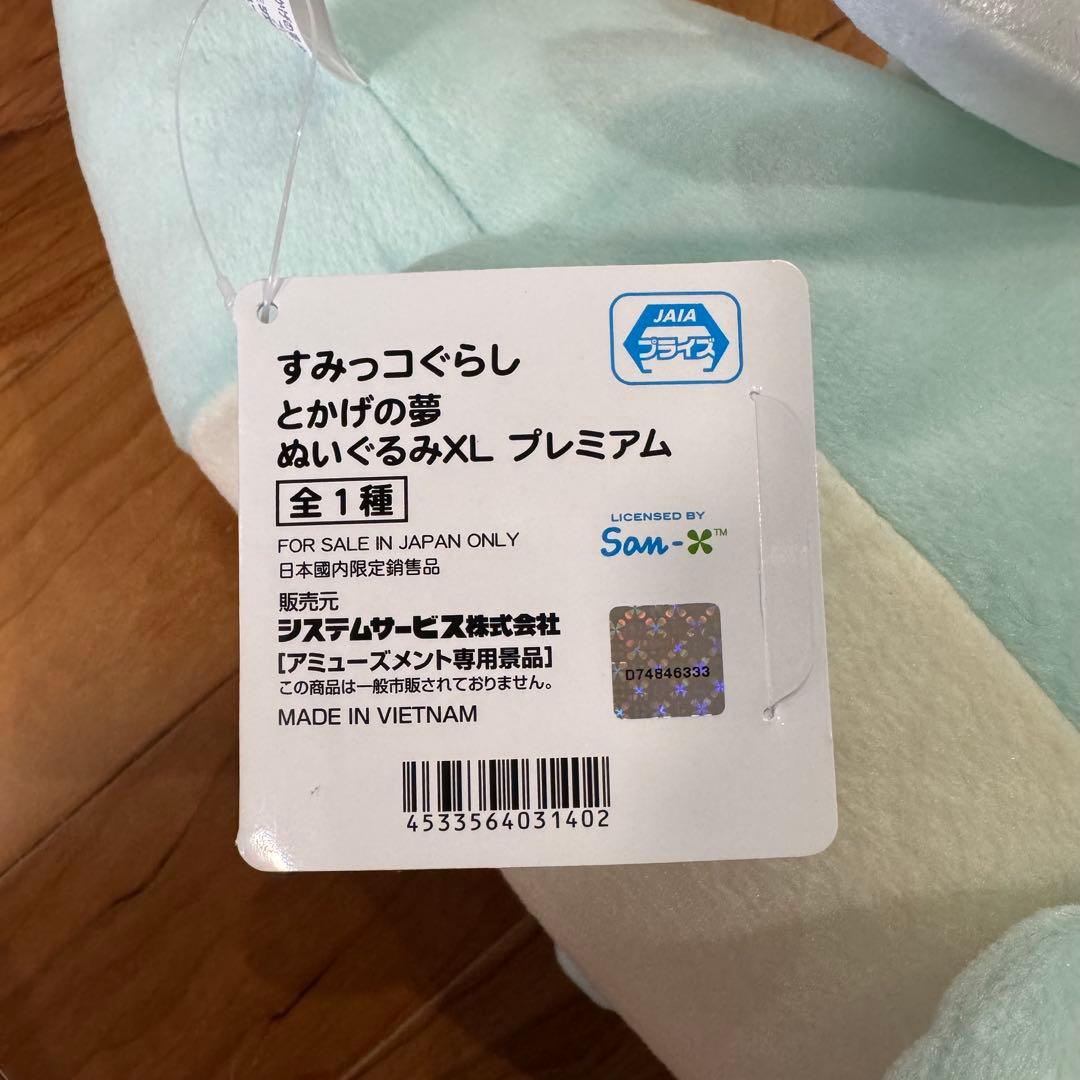 JAIA
プライズ
すみっコぐらし
とかげの夢
ぬいぐるみXL プレミアム
全1種
FOR SALE IN JAPAN ONLY
日本國内限定銷售品
LICENSED BY
San-X™
販売元
システムサービス株式会社
[アミューズメント専用景品]
この商品は一般市販されておりません。
MADE IN VIETNAM
D74846333
4533564031402